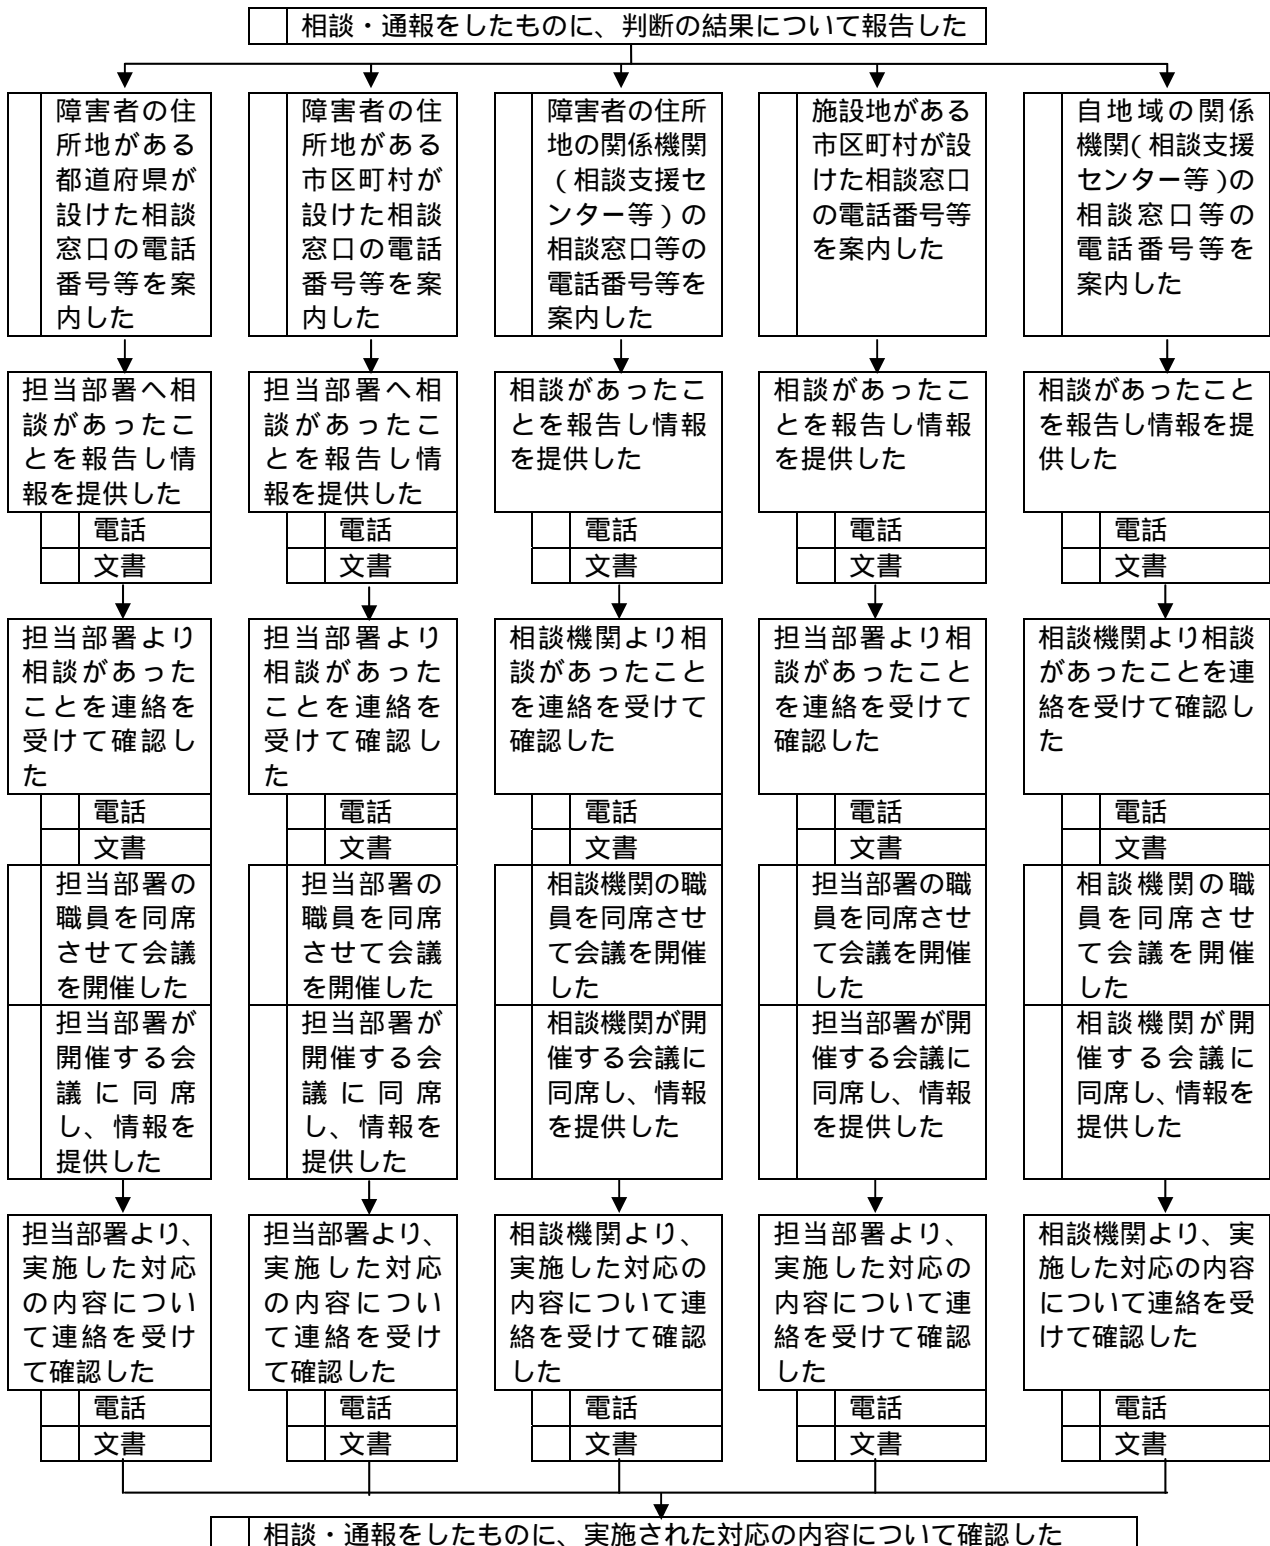 相談・通報をしたものに、判断の結果について報告した
障害者の住
所地がある
都道府県が
設けた相談
窓口の電話
番号等を案
内した
障害者の住
所地がある
市区町村が
設けた相談
窓口の電話
番号等を案
内した
障害者の住所
地の関係機関
（相談支援セ
ンター等）の
相談窓口等の
電話番号等を
案内した
施設地がある
市区町村が設
けた相談窓口
の電話番号等
を案内した
自地域の関係
機関（相談支援
センター等）の
相談窓口等の
電話番号等を
案内した
担当部署へ相
談があったこ
とを報告し情
報を提供した
担当部署へ相
談があったこ
とを報告し情
報を提供した
相談があったこ
とを報告し情報
を提供した
相談があったこ
とを報告し情報
を提供した
相談があったこと
を報告し情報を提
供した
電話
文書
電話
文書
電話
文書
電話
文書
電話
文書
担当部署より
相談があった
ことを連絡を
受けて確認し
た
担当部署より
相談があった
ことを連絡を
受けて確認し
た
相談機関より相
談があったこと
を連絡を受けて
確認した
担当部署より相
談があったこと
を連絡を受けて
確認した
相談機関より相談
があったことを連
絡を受けて確認し
た
電話
文書
電話
文書
電話
文書
電話
文書
電話
文書
担当部署の
職員を同席
させて会議
を開催した
担当部署の
職員を同席
させて会議
を開催した
相談機関の職
員を同席させ
て会議を開催
した
担当部署の職
員を同席させ
て会議を開催
した
相談機関の職
員を同席させ
て会議を開催
した
担当部署が
開催する会
議に同席
し、情報を
提供した
担当部署が
開催する会
議に同席
し、情報を
提供した
相談機関が開
催する会議に
同席し、情報
を提供した
担当部署が開
催する会議に
同席し、情報
を提供した
相談機関が開
催する会議に
同席し、情報を
提供した
担当部署より、
実施した対応
の内容につい
て連絡を受け
て確認した
担当部署より、
実施した対応
の内容につい
て連絡を受け
て確認した
相談機関より、
実施した対応の
内容について連
絡を受けて確認
した
担当部署より、
実施した対応の
内容について連
絡を受けて確認
した
相談機関より、実
施した対応の内容
について連絡を受
けて確認した
電話
文書
電話
文書
電話
文書
電話
文書
電話
文書
相談・通報をしたものに、実施された対応の内容について確認した